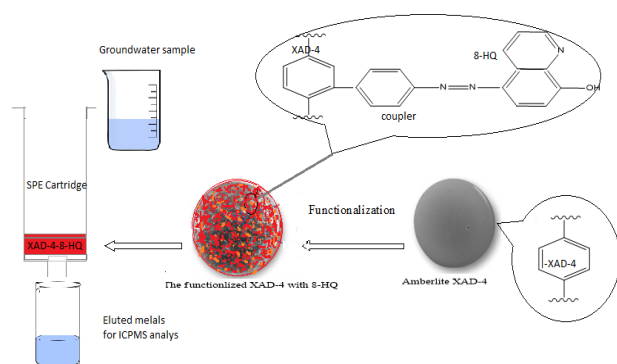 Groundwater sample
XAD-4
8-HQ
N
N
N
OH
coupler
SPE Cartridge
XAD-4-8-HQ
Functionalization
-XAD-4
The functionlized XAD-4 with 8-HQ
Amberlite XAD-4
Eluted melals
for ICPMS analys